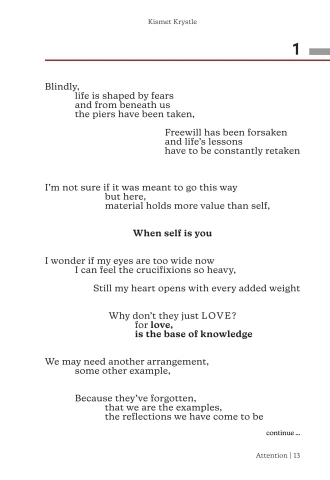 Kismet Krystle
1
Blindly,
life is shaped by fears
and from beneath us
the piers have been taken,
Freewill has been forsaken
and life's lessons
have to be constantly retaken
I'm not sure if it was meant to go this way
but here,
material holds more value than self,
When self is you
I wonder if my eyes are too wide now
I can feel the crucifixions so heavy,
Still my heart opens with every added weight
Why don't they just LOVE?
for love,
is the base of knowledge
We may need another arrangement,
some other example,
Because they've forgotten,
that we are the examples,
the reflections we have come to be
continue ...
Attention | 13